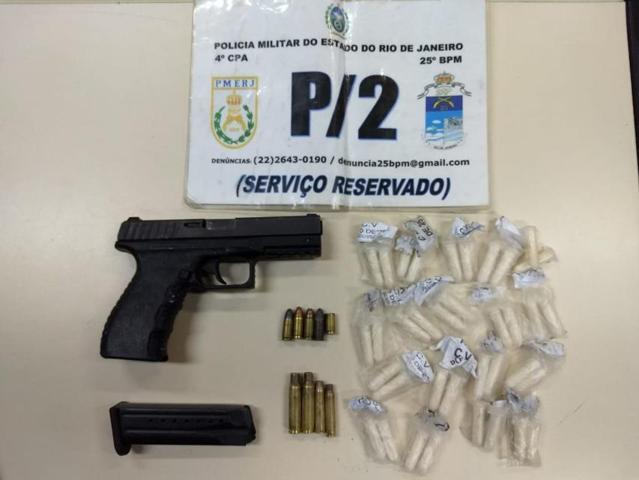 POLICIA MILITAR DO ESTADO DO RIO DE JANEIRO
4º CPA 25º BPM
PMERJ
P/2
DENÚNCIAS: (22)2643-0190 / denuncia25bpm@gmail.com
(SERVIÇO RESERVADO)
C.V
C.V
C.V